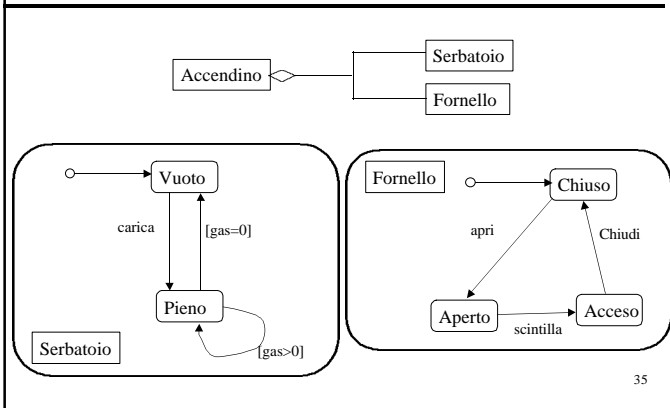 Accendino
Serbatoio
Fornello
Vuoto
carica
[gas=0]
Pieno
[gas>0]
Serbatoio
Fornello
Chiuso
apri
Chiudi
Aperto
scintilla
Acceso
35